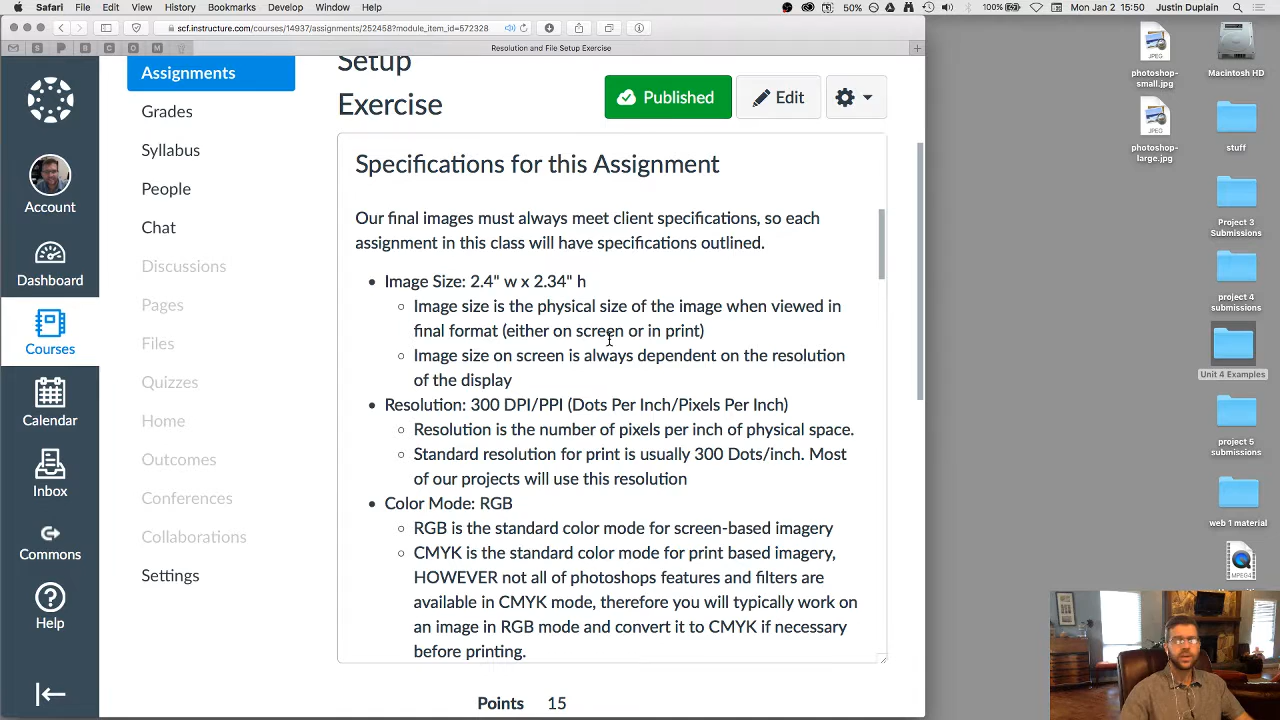 Safari File Edit View History Bookmarks Develop Window Help
50% 100% Mon Jan 2 15:50 Justin Duplain
scf.instructure.com/courses/14937/assignments/252458?module_item_id=572328
S P B C O M
Resolution and File Setup Exercise
Assignments
Grades
Syllabus
People
Chat
Discussions
Pages
Files
Quizzes
Home
Outcomes
Conferences
Collaborations
Settings
Account
Dashboard
Courses
Calendar
Inbox
Commons
Help
Setup
Exercise
Published
Edit
Specifications for this Assignment
Our final images must always meet client specifications, so each
assignment in this class will have specifications outlined.
Image Size: 2.4" w x 2.34" h
Image size is the physical size of the image when viewed in
final format (either on screen or in print)
Image size on screen is always dependent on the resolution
of the display
Resolution: 300 DPI/PPI (Dots Per Inch/Pixels Per Inch)
Resolution is the number of pixels per inch of physical space.
Standard resolution for print is usually 300 Dots/inch. Most
of our projects will use this resolution
Color Mode: RGB
RGB is the standard color mode for screen-based imagery
CMYK is the standard color mode for print based imagery,
HOWEVER not all of photoshops features and filters are
available in CMYK mode, therefore you will typically work on
an image in RGB mode and convert it to CMYK if necessary
before printing.
Points 15
JPEG
photoshop-
small.jpg
JPEG
photoshop-
large.jpg
Macintosh HD
stuff
Project 3
Submissions
project 4
submissions
Unit 4 Examples
project 5
submissions
web 1 material
MPEG4